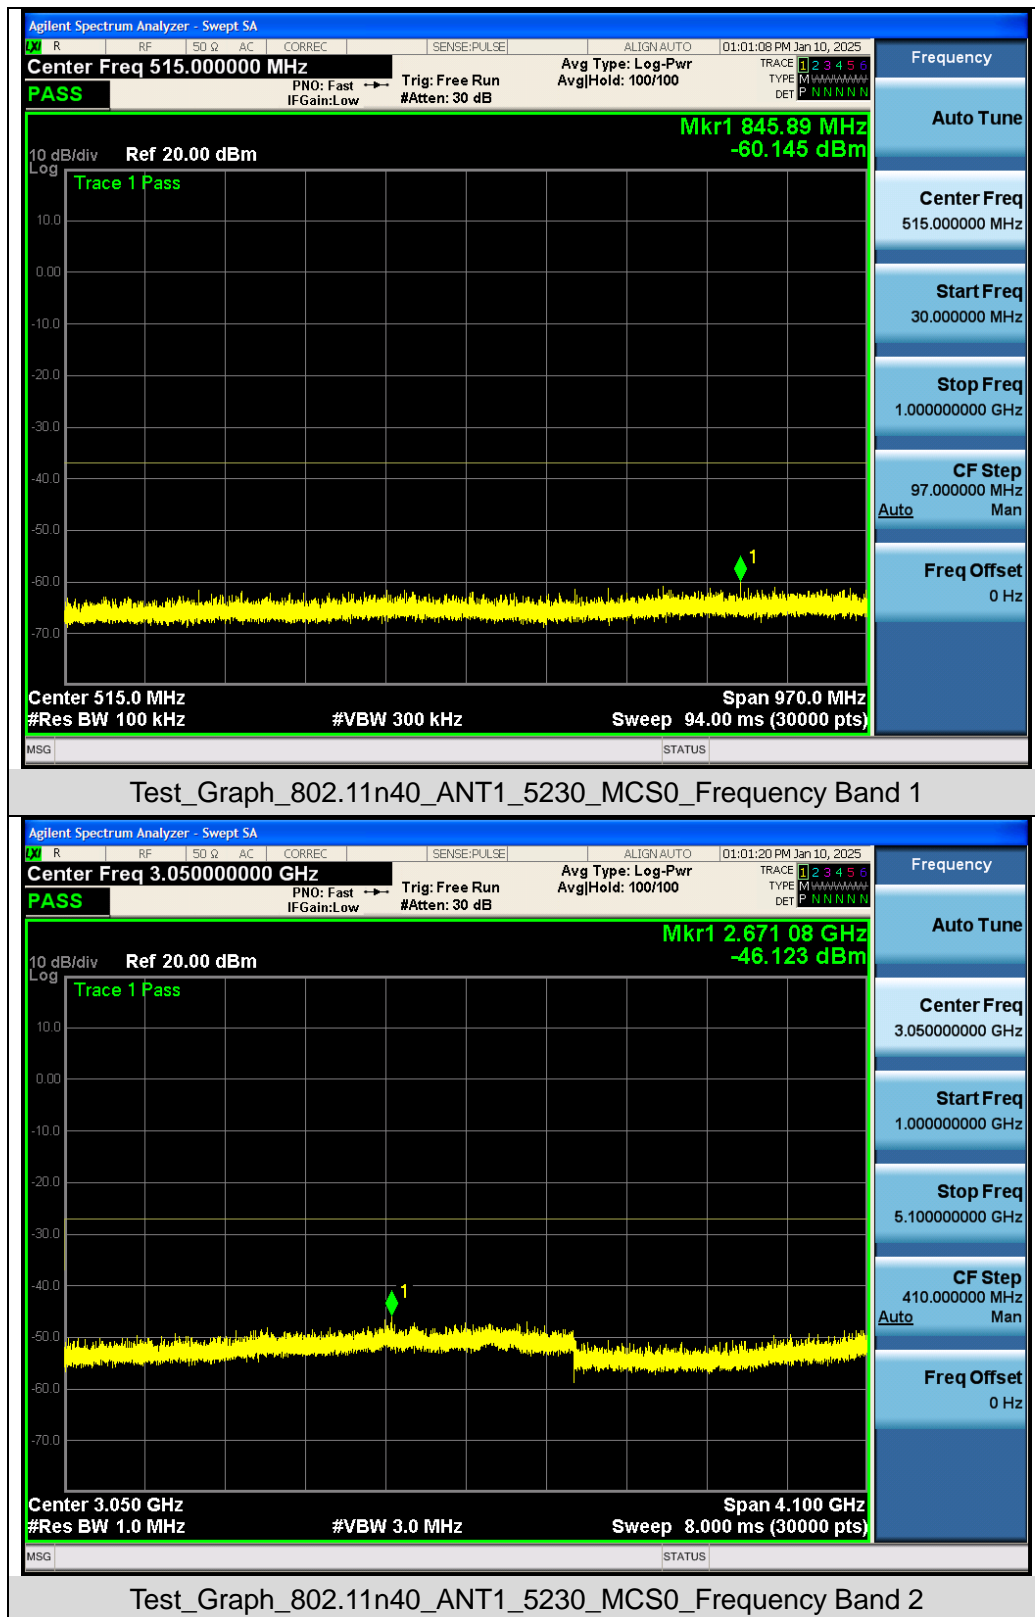 Agilent Spectrum Analyzer - Swept SA
LXI R RF 50 Ω AC CORREC SENSE:PULSE ALIGN AUTO 01:01:08 PM Jan 10, 2025
Center Freq 515.000000 MHz
PASS
PNO: Fast
IFGain:Low
Trig: Free Run
#Atten: 30 dB
Avg Type: Log-Pwr
Avg|Hold: 100/100
TRACE 1 2 3 4 5 6
TYPE M W W W W W
DET P N N N N N
Mkr1 845.89 MHz
-60.145 dBm
10 dB/div Ref 20.00 dBm
Log
Trace 1 Pass
10.0
0.00
-10.0
-20.0
-30.0
-40.0
-50.0
-60.0
-70.0
1
Center 515.0 MHz Span 970.0 MHz
#Res BW 100 kHz #VBW 300 kHz Sweep 94.00 ms (30000 pts)
MSG STATUS
Frequency
Auto Tune
Center Freq
515.000000 MHz
Start Freq
30.000000 MHz
Stop Freq
1.000000000 GHz
CF Step
97.000000 MHz
Auto Man
Freq Offset
0 Hz
Test_Graph_802.11n40_ANT1_5230_MCS0_Frequency Band 1
Agilent Spectrum Analyzer - Swept SA
LXI R RF 50 Ω AC CORREC SENSE:PULSE ALIGN AUTO 01:01:20 PM Jan 10, 2025
Center Freq 3.050000000 GHz
PASS
PNO: Fast
IFGain:Low
Trig: Free Run
#Atten: 30 dB
Avg Type: Log-Pwr
Avg|Hold: 100/100
TRACE 1 2 3 4 5 6
TYPE M W W W W W
DET P N N N N N
Mkr1 2.671 08 GHz
-46.123 dBm
10 dB/div Ref 20.00 dBm
Log
Trace 1 Pass
10.0
0.00
-10.0
-20.0
-30.0
-40.0
-50.0
-60.0
-70.0
1
Center 3.050 GHz Span 4.100 GHz
#Res BW 1.0 MHz #VBW 3.0 MHz Sweep 8.000 ms (30000 pts)
MSG STATUS
Frequency
Auto Tune
Center Freq
3.050000000 GHz
Start Freq
1.000000000 GHz
Stop Freq
5.100000000 GHz
CF Step
410.000000 MHz
Auto Man
Freq Offset
0 Hz
Test_Graph_802.11n40_ANT1_5230_MCS0_Frequency Band 2